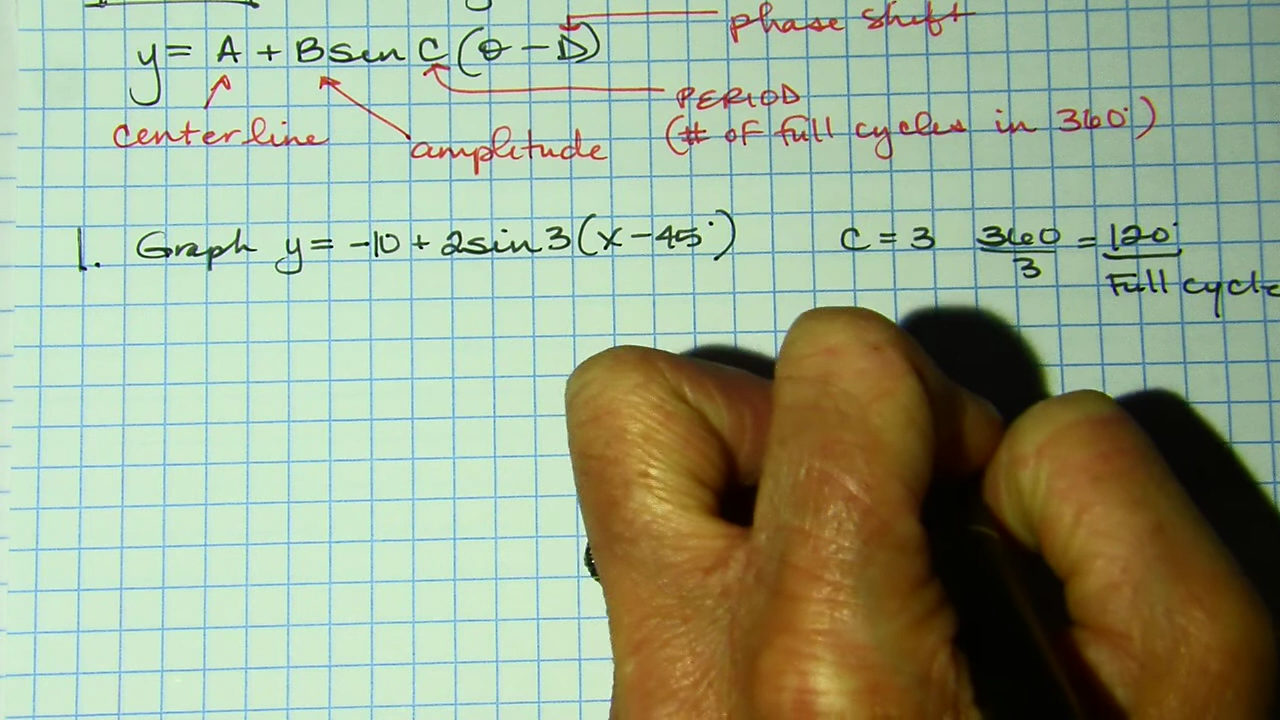 phase shift
y = A + B sin C (θ - D)
PERIOD
centerline
amplitude
(# of full cycles in 360°)
1. Graph y = -10 + 2sin 3(x - 45°) C = 3 360/3 = 120°
Full cycle